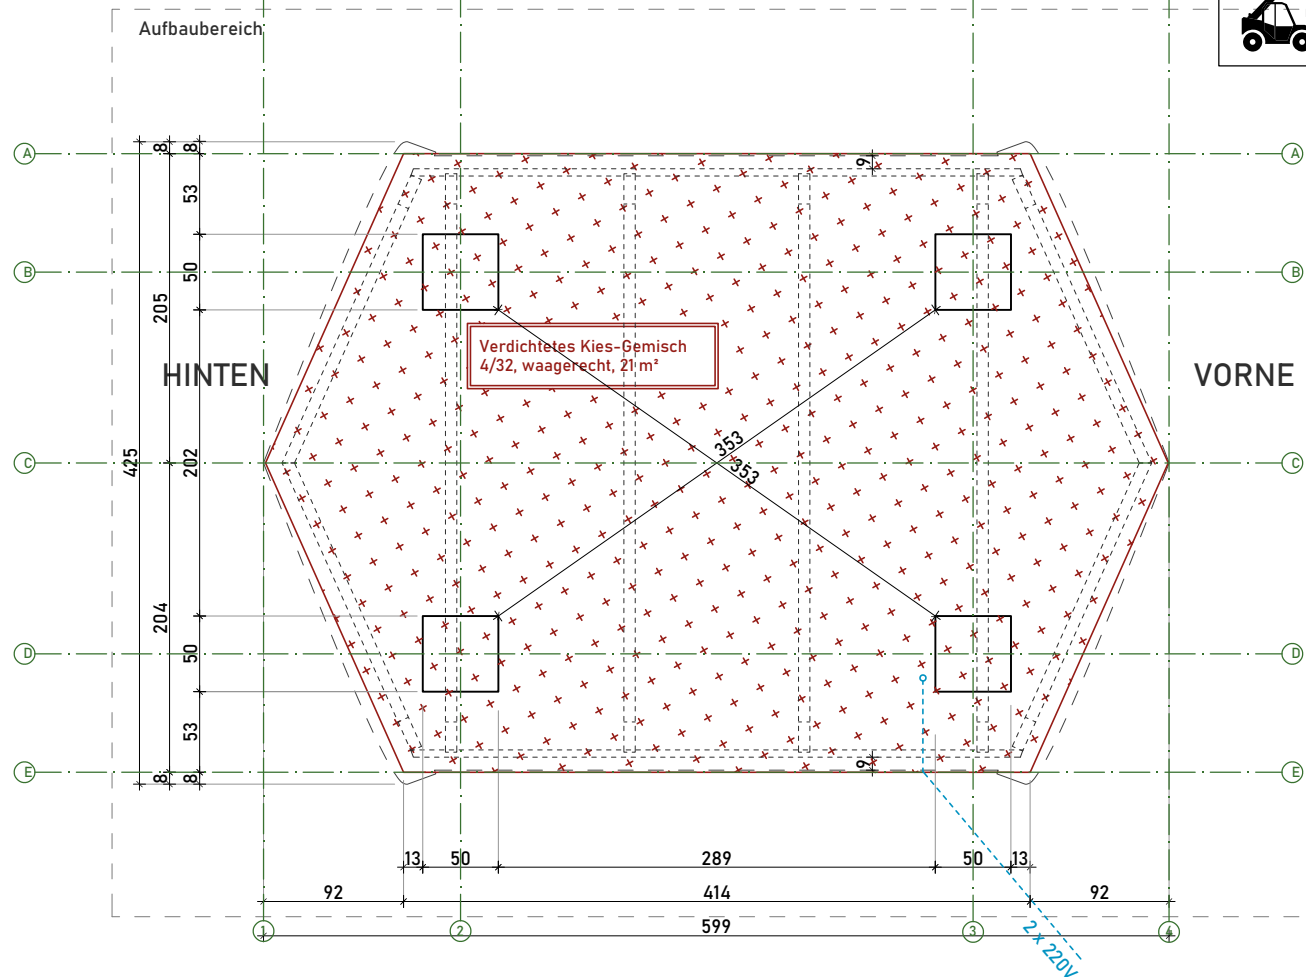 Aufbaubereich
A
A
8
8
9
53
B
50
B
205
Verdichtetes Kies-Gemisch
4/32, waagerecht, 21 m²
HINTEN
VORNE
353
353
C
425
202
C
204
D
50
D
53
9
E
8
8
E
13
50
289
50
13
92
414
92
599
1
2
3
4
2 x 220V